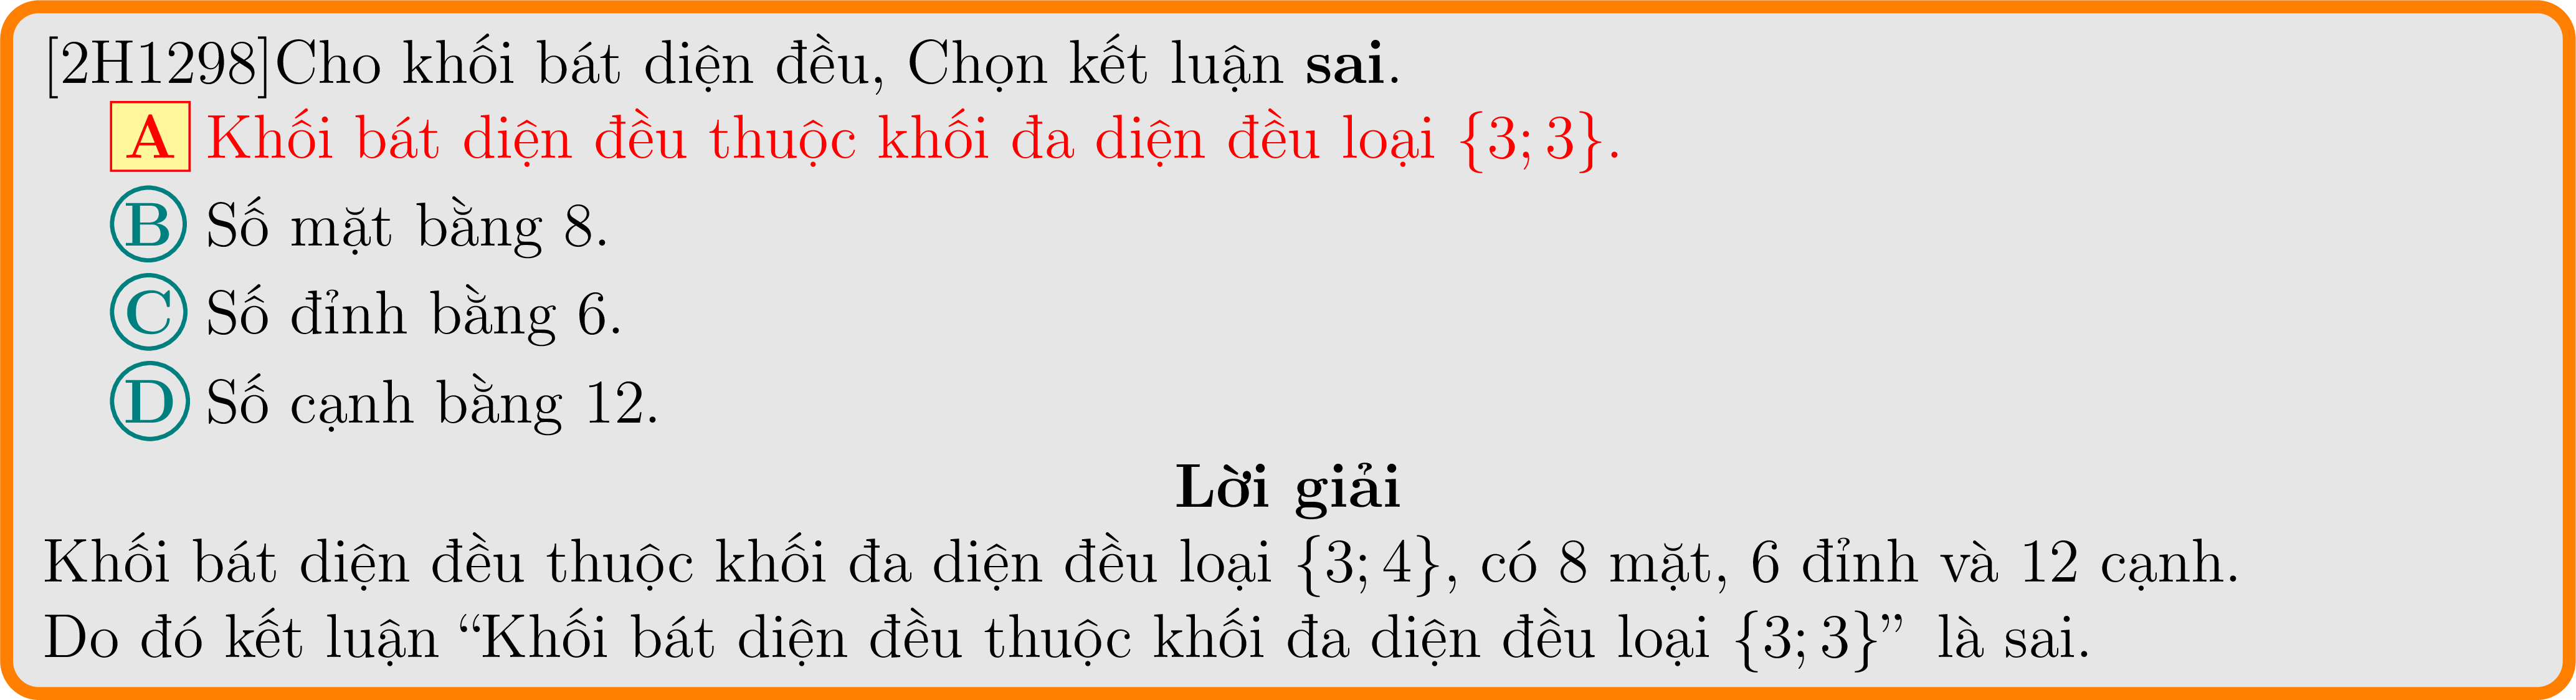 [2H1298]Cho khối bát diện đều, Chọn kết luận sai.
A Khối bát diện đều thuộc khối đa diện đều loại {3; 3}.
B Số mặt bằng 8.
C Số đỉnh bằng 6.
D Số cạnh bằng 12.
Lời giải
Khối bát diện đều thuộc khối đa diện đều loại {3; 4}, có 8 mặt, 6 đỉnh và 12 cạnh.
Do đó kết luận “Khối bát diện đều thuộc khối đa diện đều loại {3; 3}” là sai.